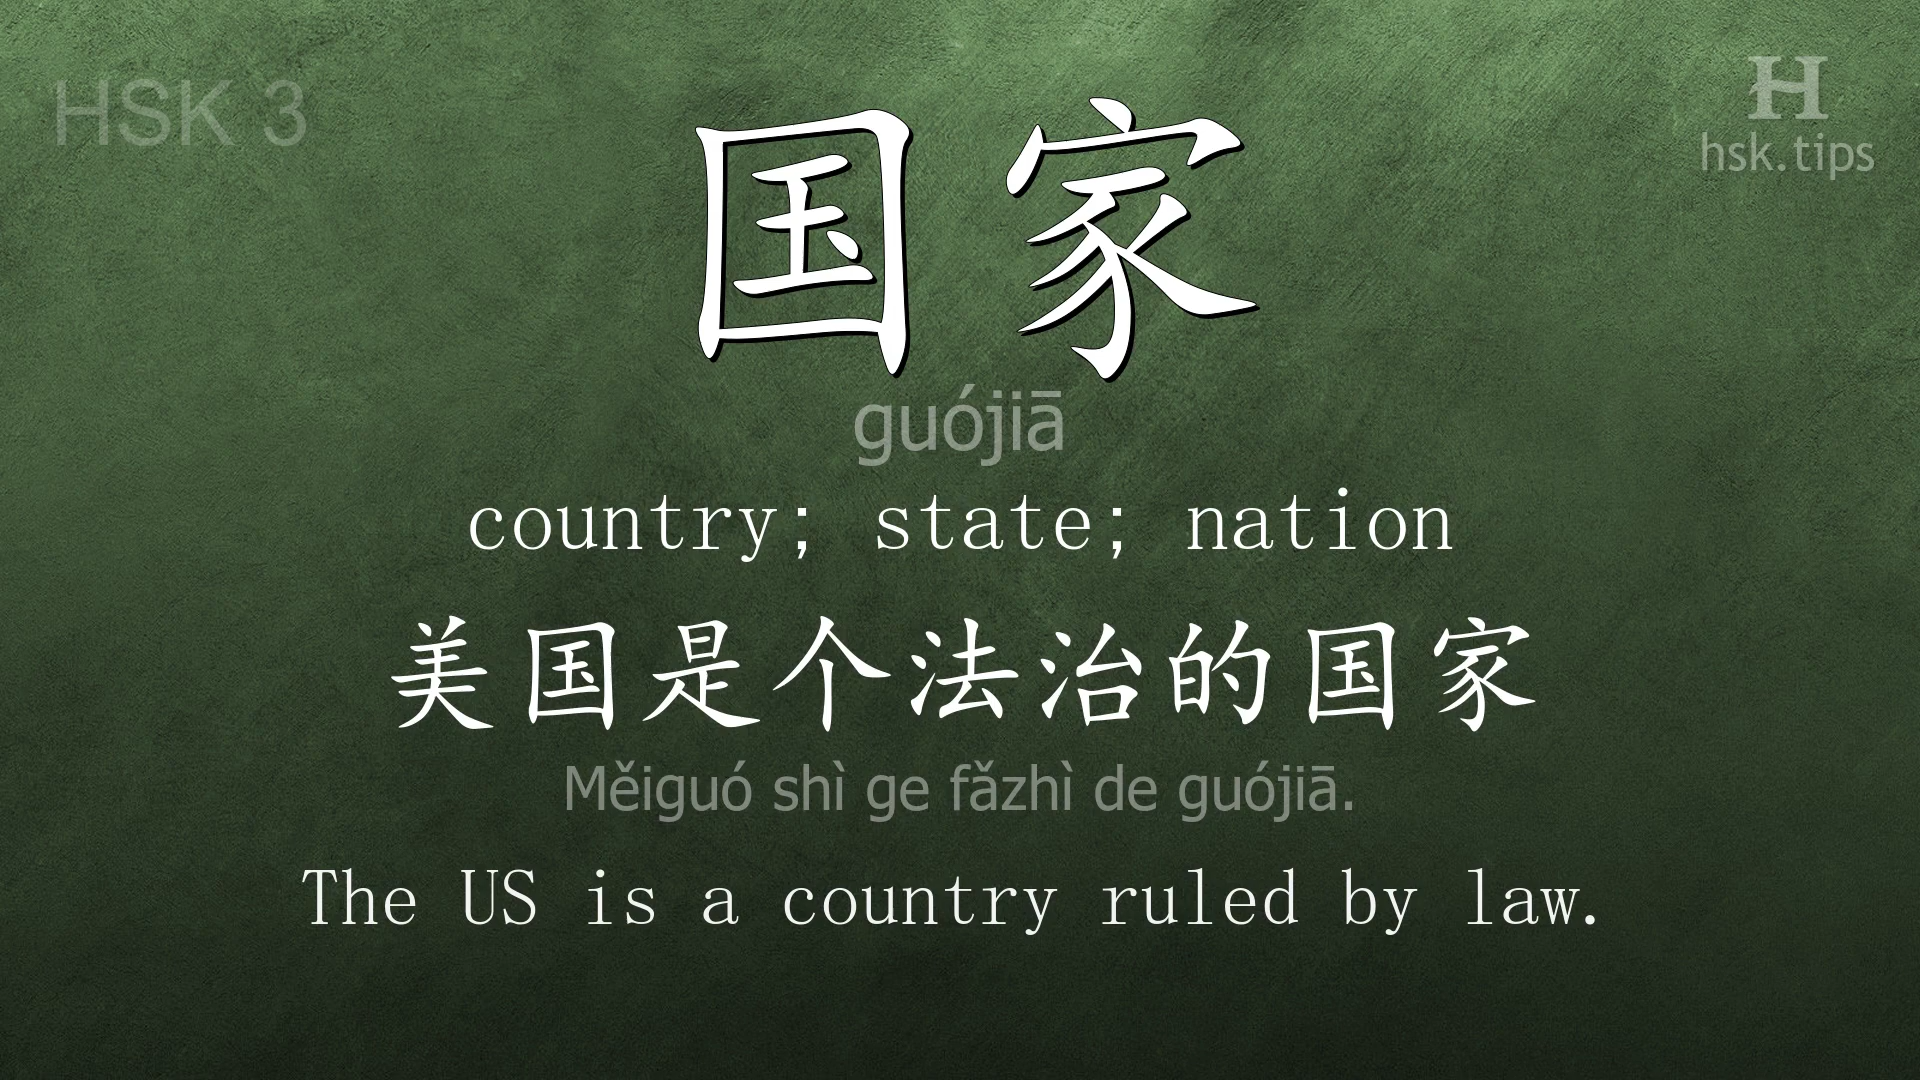 HSK 3
H
hsk.tips
国家
guójiā
country; state; nation
美国是个法治的国家
Měiguó shì ge fǎzhì de guójiā.
The US is a country ruled by law.